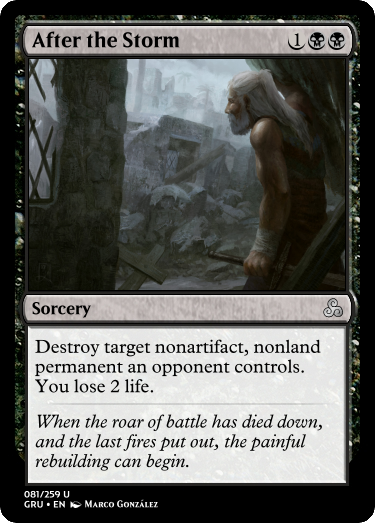 After the Storm 1
Sorcery
Destroy target nonartifact, nonland
permanent an opponent controls.
You lose 2 life.
When the roar of battle has died down,
and the last fires put out, the painful
rebuilding can begin.
081/259 U
GRU • EN Marco González